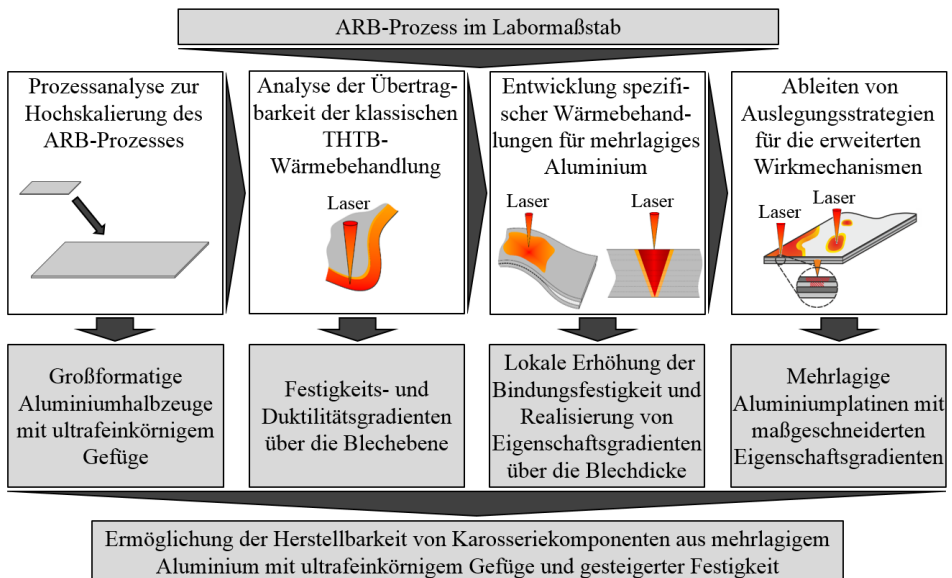 ARB-Prozess im Labormaßstab
Prozessanalyse zur
Hochskalierung des
ARB-Prozesses
Analyse der Übertrag-
barkeit der klassischen
THTB-
Wärmebehandlung
Laser
Entwicklung spezifi-
scher Wärmebehand-
lungen für mehrlagiges
Aluminium
Laser
Laser
Ableiten von
Auslegungsstrategien
für die erweiterten
Wirkmechanismen
Laser
Laser
Großformatige
Aluminiumhalbzeuge
mit ultrafeinkörnigem
Gefüge
Festigkeits- und
Duktilitätsgradienten
über die Blechebene
Lokale Erhöhung der
Bindungsfestigkeit und
Realisierung von
Eigenschaftsgradienten
über die Blechdicke
Mehrlagige
Aluminiumplatinen mit
maßgeschneiderten
Eigenschaftsgradienten
Ermöglichung der Herstellbarkeit von Karosseriekomponenten aus mehrlagigem
Aluminium mit ultrafeinkörnigem Gefüge und gesteigerter Festigkeit